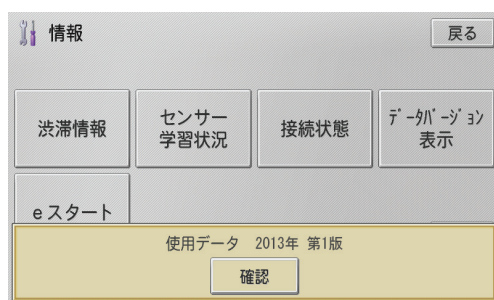 情報
戻る
渋滞情報
センサー
学習状況
接続状態
ﾃﾞｰﾀﾊﾞｰｼﾞｮﾝ
表示
eスタート
使用データ 2013年 第1版
確認